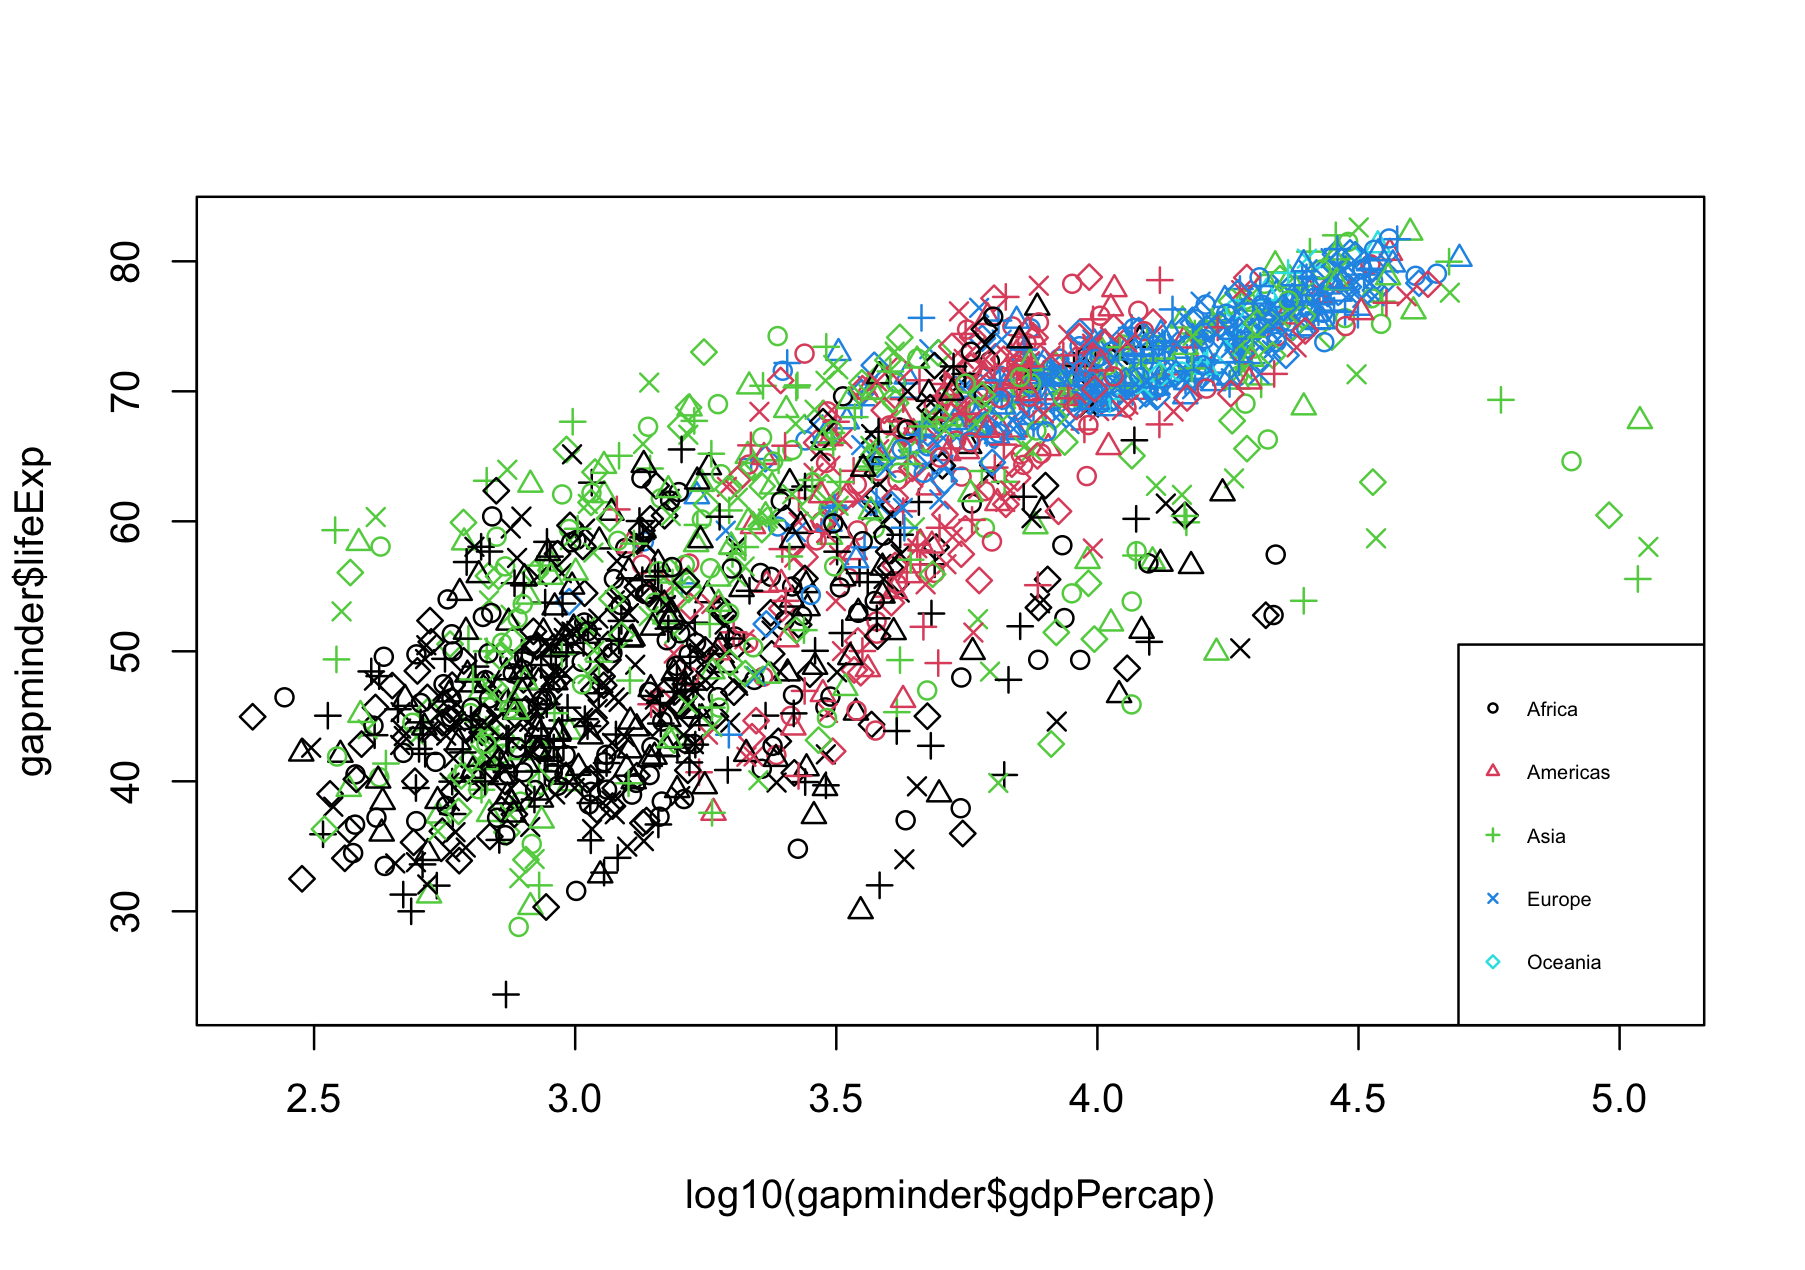 gapminder$lifeExp
80
70
60
50
40
30
Africa
Americas
Asia
Europe
Oceania
2.5 3.0 3.5 4.0 4.5 5.0
log10(gapminder$gdpPercap)